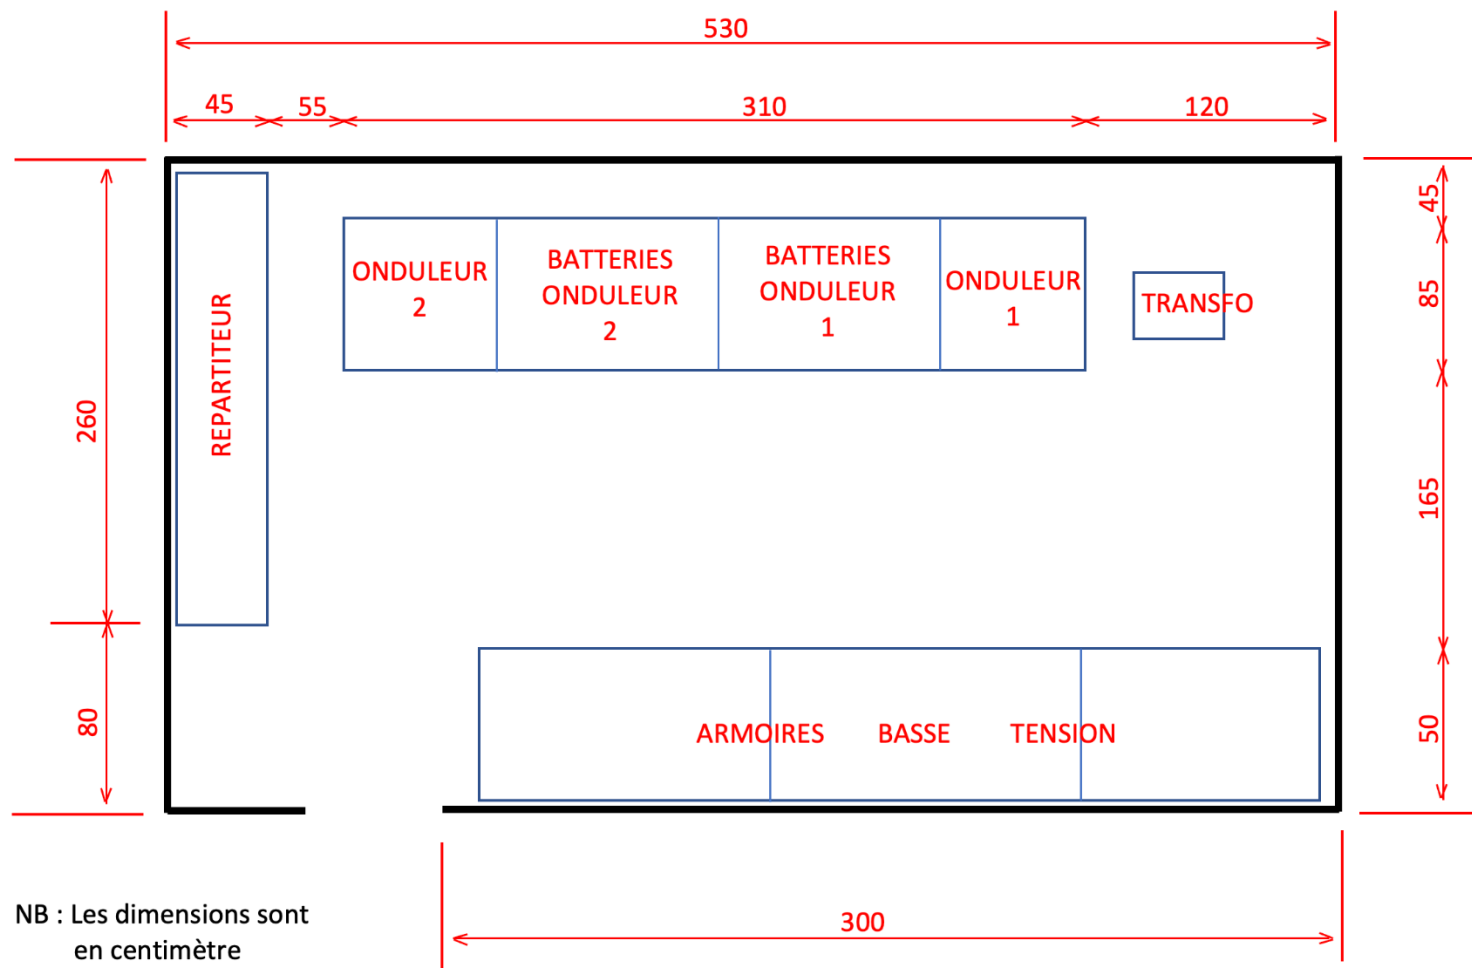 530
45
55
310
120
45
ONDULEUR
2
BATTERIES
ONDULEUR
2
BATTERIES
ONDULEUR
1
ONDULEUR
1
TRANSFO
85
REPARTITEUR
260
165
80
ARMOIRES BASSE TENSION
50
300
NB : Les dimensions sont
en centimètre